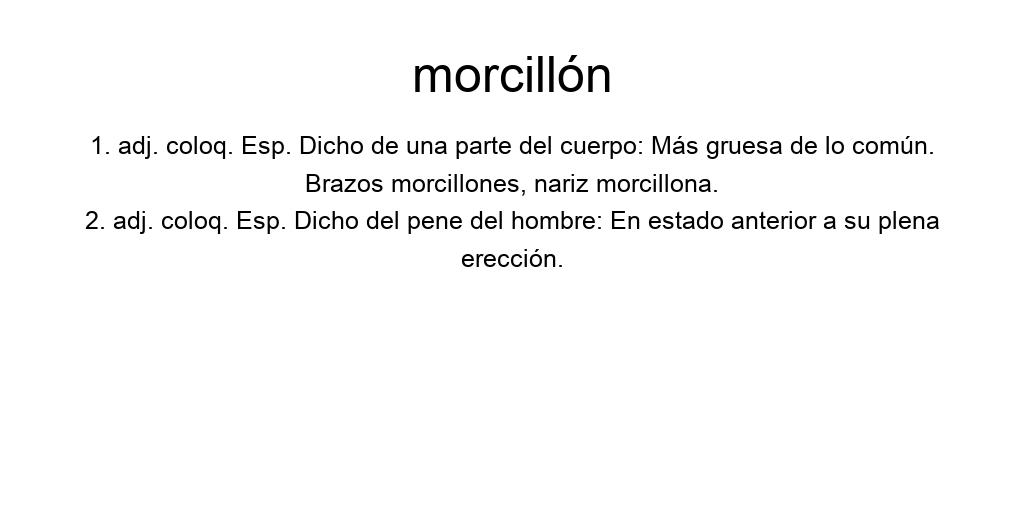 morcillón
1. adj. coloq. Esp. Dicho de una parte del cuerpo: Más gruesa de lo común.
Brazos morcillones, nariz morcillona.
2. adj. coloq. Esp. Dicho del pene del hombre: En estado anterior a su plena
erección.